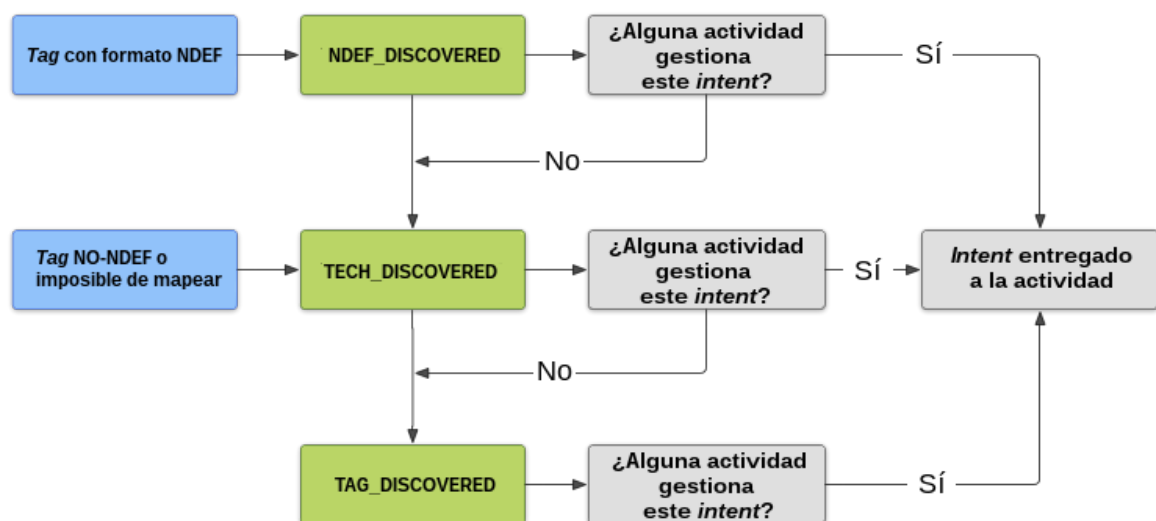 Tag con formato NDEF
NDEF_DISCOVERED
¿Alguna actividad
gestiona
este intent?
Sí
No
Tag NO-NDEF o
imposible de mapear
TECH_DISCOVERED
¿Alguna actividad
gestiona
este intent?
Sí
Intent entregado
a la actividad
No
TAG_DISCOVERED
¿Alguna actividad
gestiona
este intent?
Sí